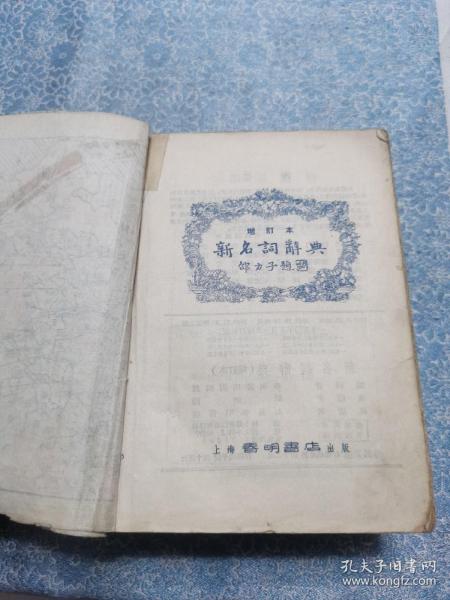 增訂本
新名詞辭典
邵力子題
上海 春明書店 出版
孔夫子旧书网
www.kongfz.com